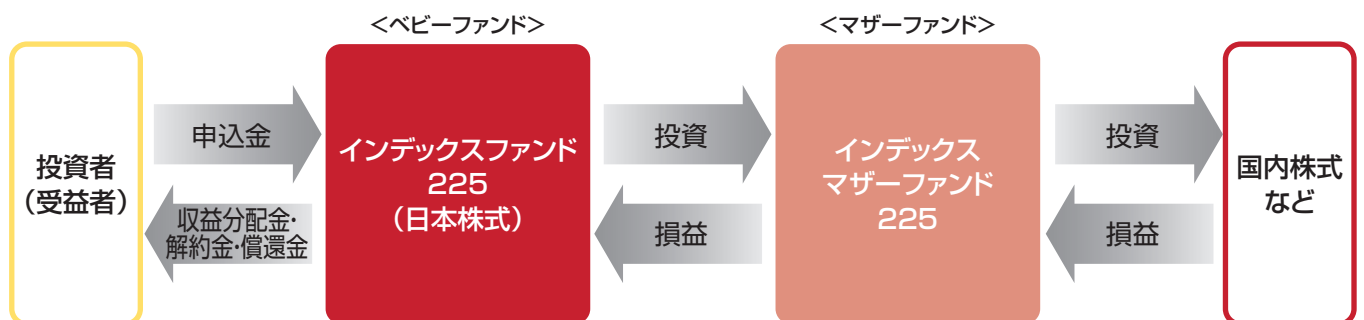 <ベビーファンド>
<マザーファンド>
投資者
(受益者)
申込金
収益分配金・
解約金・償還金
インデックスファンド
225
(日本株式)
投資
損益
インデックス
マザーファンド
225
投資
損益
国内株式
など